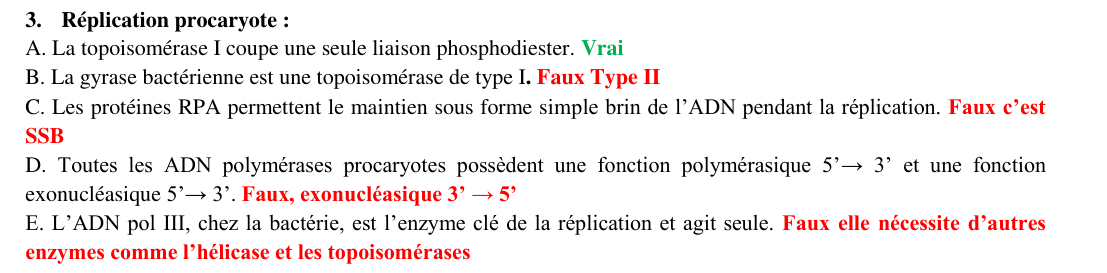 3. Réplication procaryote :
A. La topoisomérase I coupe une seule liaison phosphodiester. Vrai
B. La gyrase bactérienne est une topoisomérase de type I. Faux Type II
C. Les protéines RPA permettent le maintien sous forme simple brin de l’ADN pendant la réplication. Faux c’est
SSB
D. Toutes les ADN polymérases procaryotes possèdent une fonction polymérasique 5’→ 3’ et une fonction
exonucléasique 5’→ 3’. Faux, exonucléasique 3’ → 5’
E. L’ADN pol III, chez la bactérie, est l’enzyme clé de la réplication et agit seule. Faux elle nécessite d’autres
enzymes comme l’hélicase et les topoisomérases